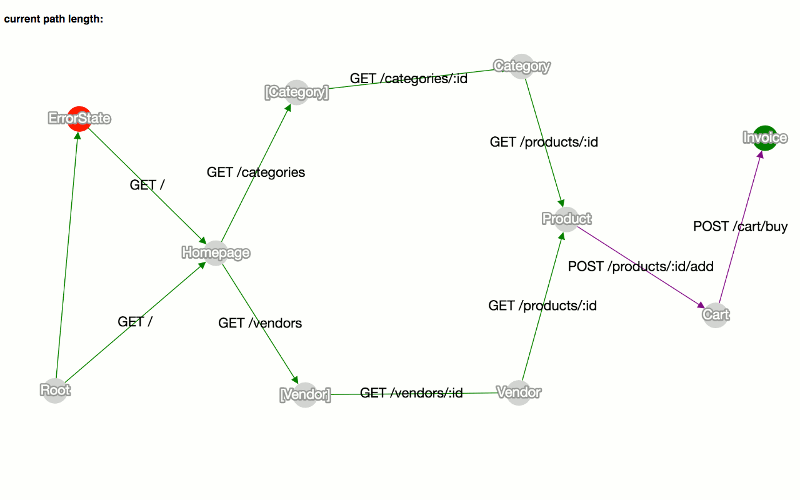 current path length:
Category
GET /categories/:id
[Category]
ErrorState
Invoice
GET /products/:id
GET /categories
GET /
Product
POST /cart/buy
Homepage
POST /products/:id/add
GET /products/:id
Cart
GET /
GET /vendors
Root
[Vendor]
GET /vendors/:id
Vendor